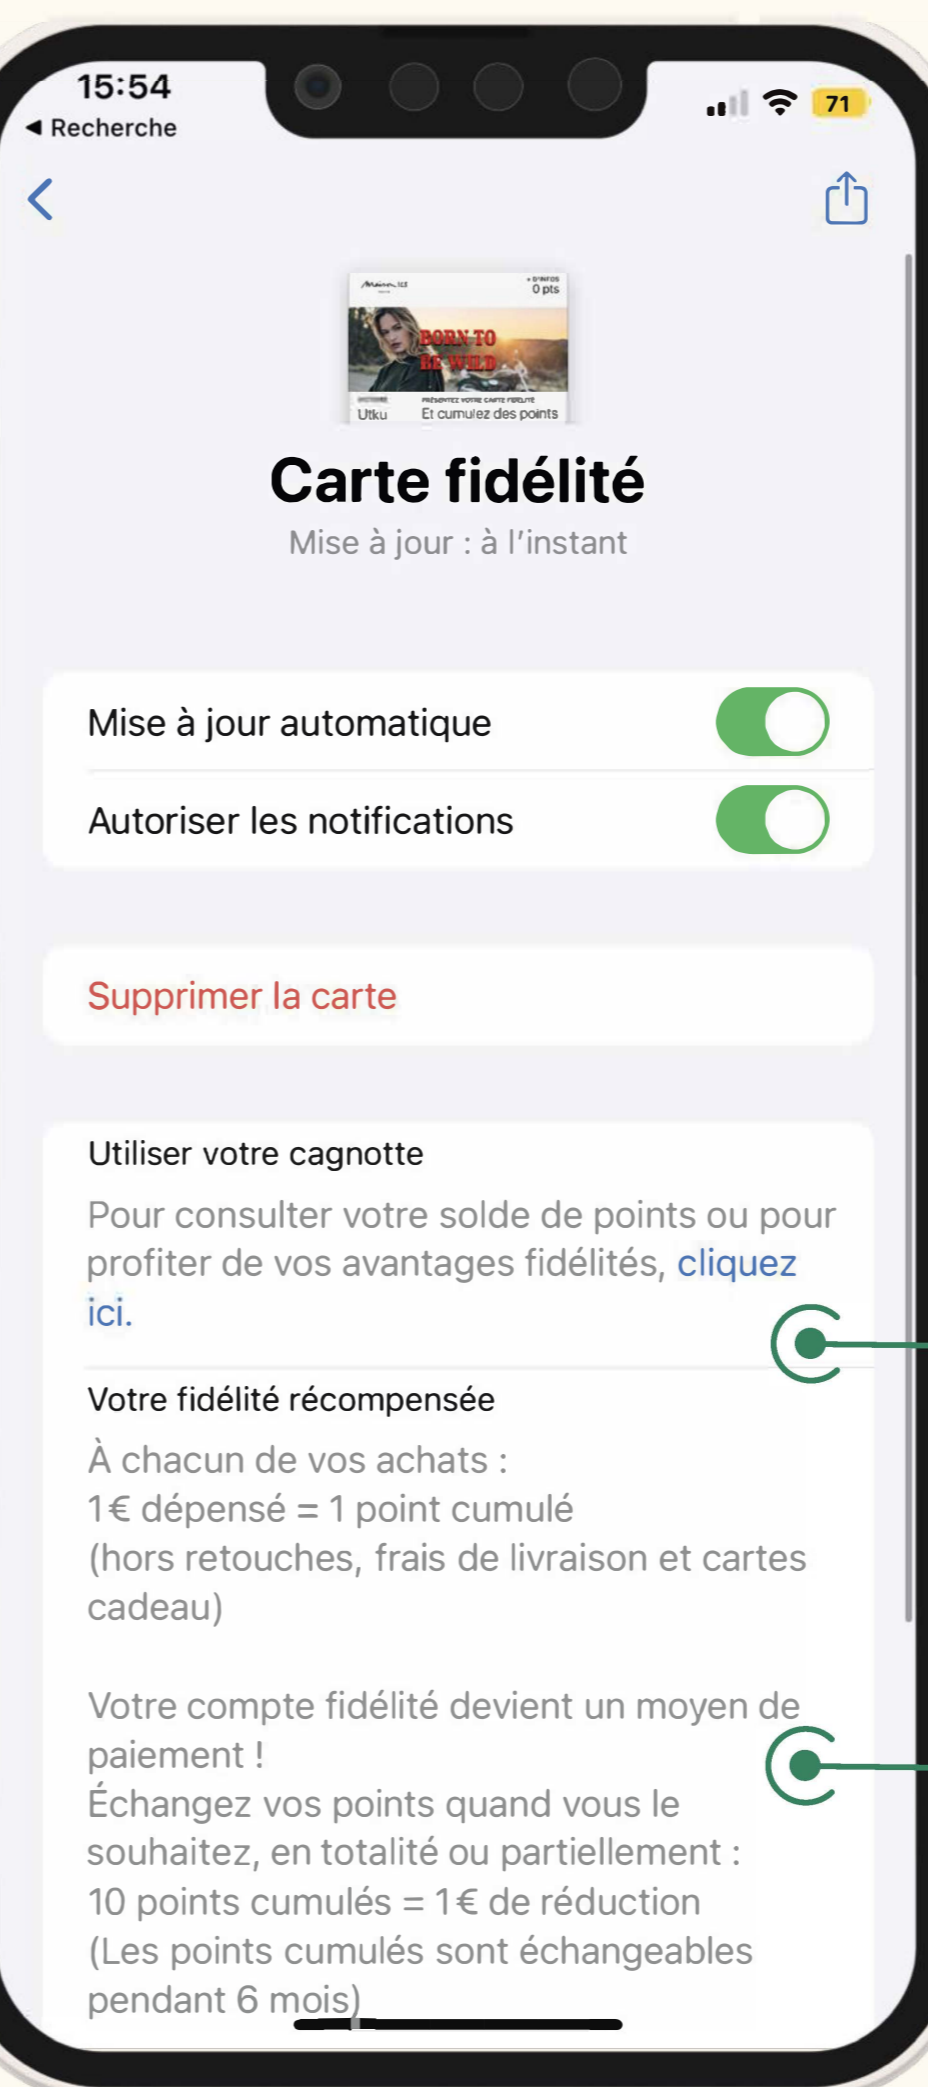 15:54
71
◀ Recherche
+ D'INFOS
0 pts
BORN TO
BE WILD
PRÉSENTEZ VOTRE CARTE FIDÉLITÉ
Utku
Et cumulez des points
Carte fidélité
Mise à jour : à l'instant
Mise à jour automatique
Autoriser les notifications
Supprimer la carte
Utiliser votre cagnotte
Pour consulter votre solde de points ou pour
profiter de vos avantages fidélités, cliquez
ici.
Votre fidélité récompensée
À chacun de vos achats :
1€ dépensé = 1 point cumulé
(hors retouches, frais de livraison et cartes
cadeau)
Votre compte fidélité devient un moyen de
paiement !
Échangez vos points quand vous le
souhaitez, en totalité ou partiellement :
10 points cumulés = 1€ de réduction
(Les points cumulés sont échangeables
pendant 6 mois)